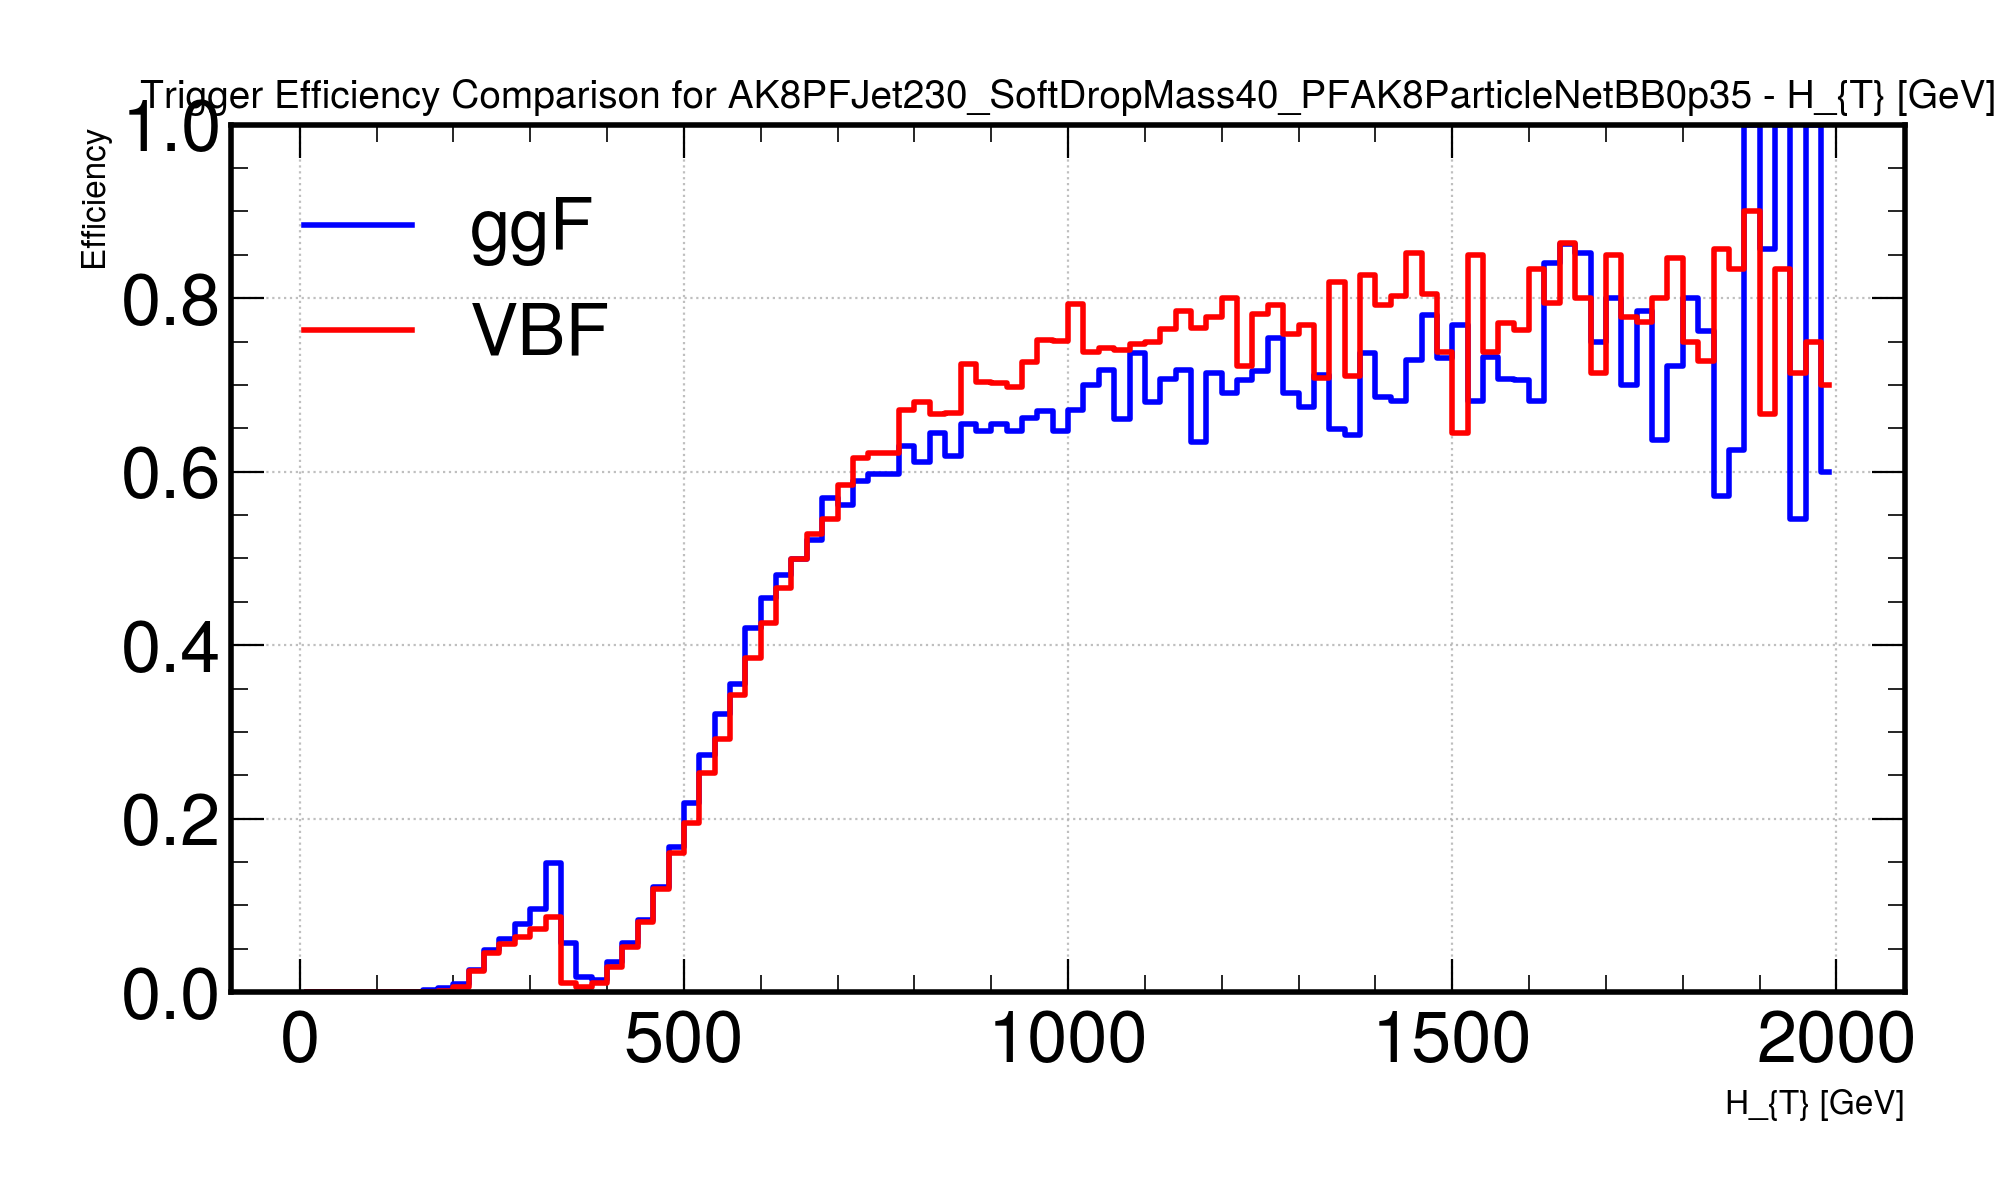 Trigger Efficiency Comparison for AK8PFJet230_SoftDropMass40_PFAK8ParticleNetBB0p35 - H_{T} [GeV]
Efficiency
1.0
0.8
0.6
0.4
0.2
0.0
ggF
VBF
0 500 1000 1500 2000
H_{T} [GeV]